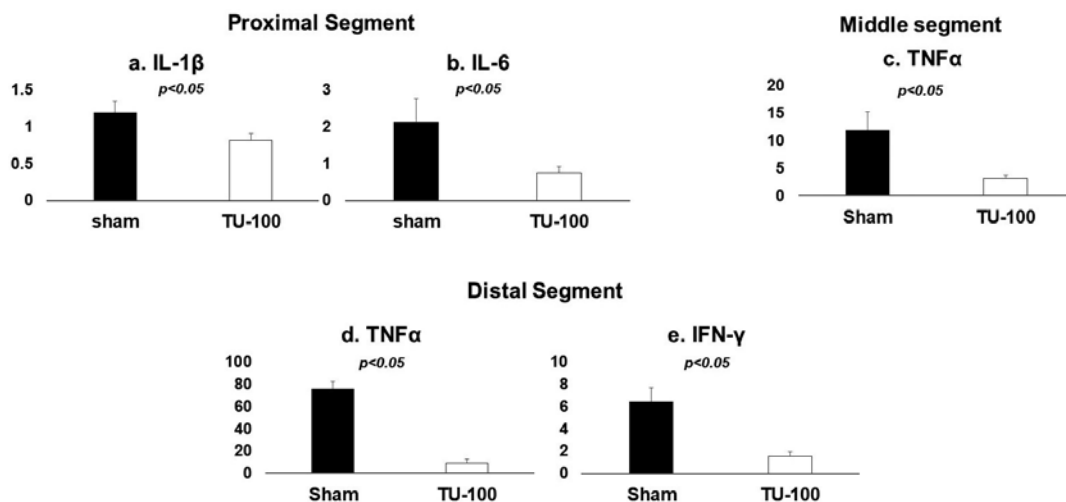 Proximal Segment
Middle segment
a. IL-1β
b. IL-6
c. TNFα
p<0.05
p<0.05
p<0.05
1.5
1
0.5
0
3
2
1
0
20
15
10
5
0
sham
TU-100
sham
TU-100
Sham
TU-100
Distal Segment
d. TNFα
e. IFN-γ
p<0.05
p<0.05
100
80
60
40
20
0
10
8
6
4
2
0
Sham
TU-100
Sham
TU-100